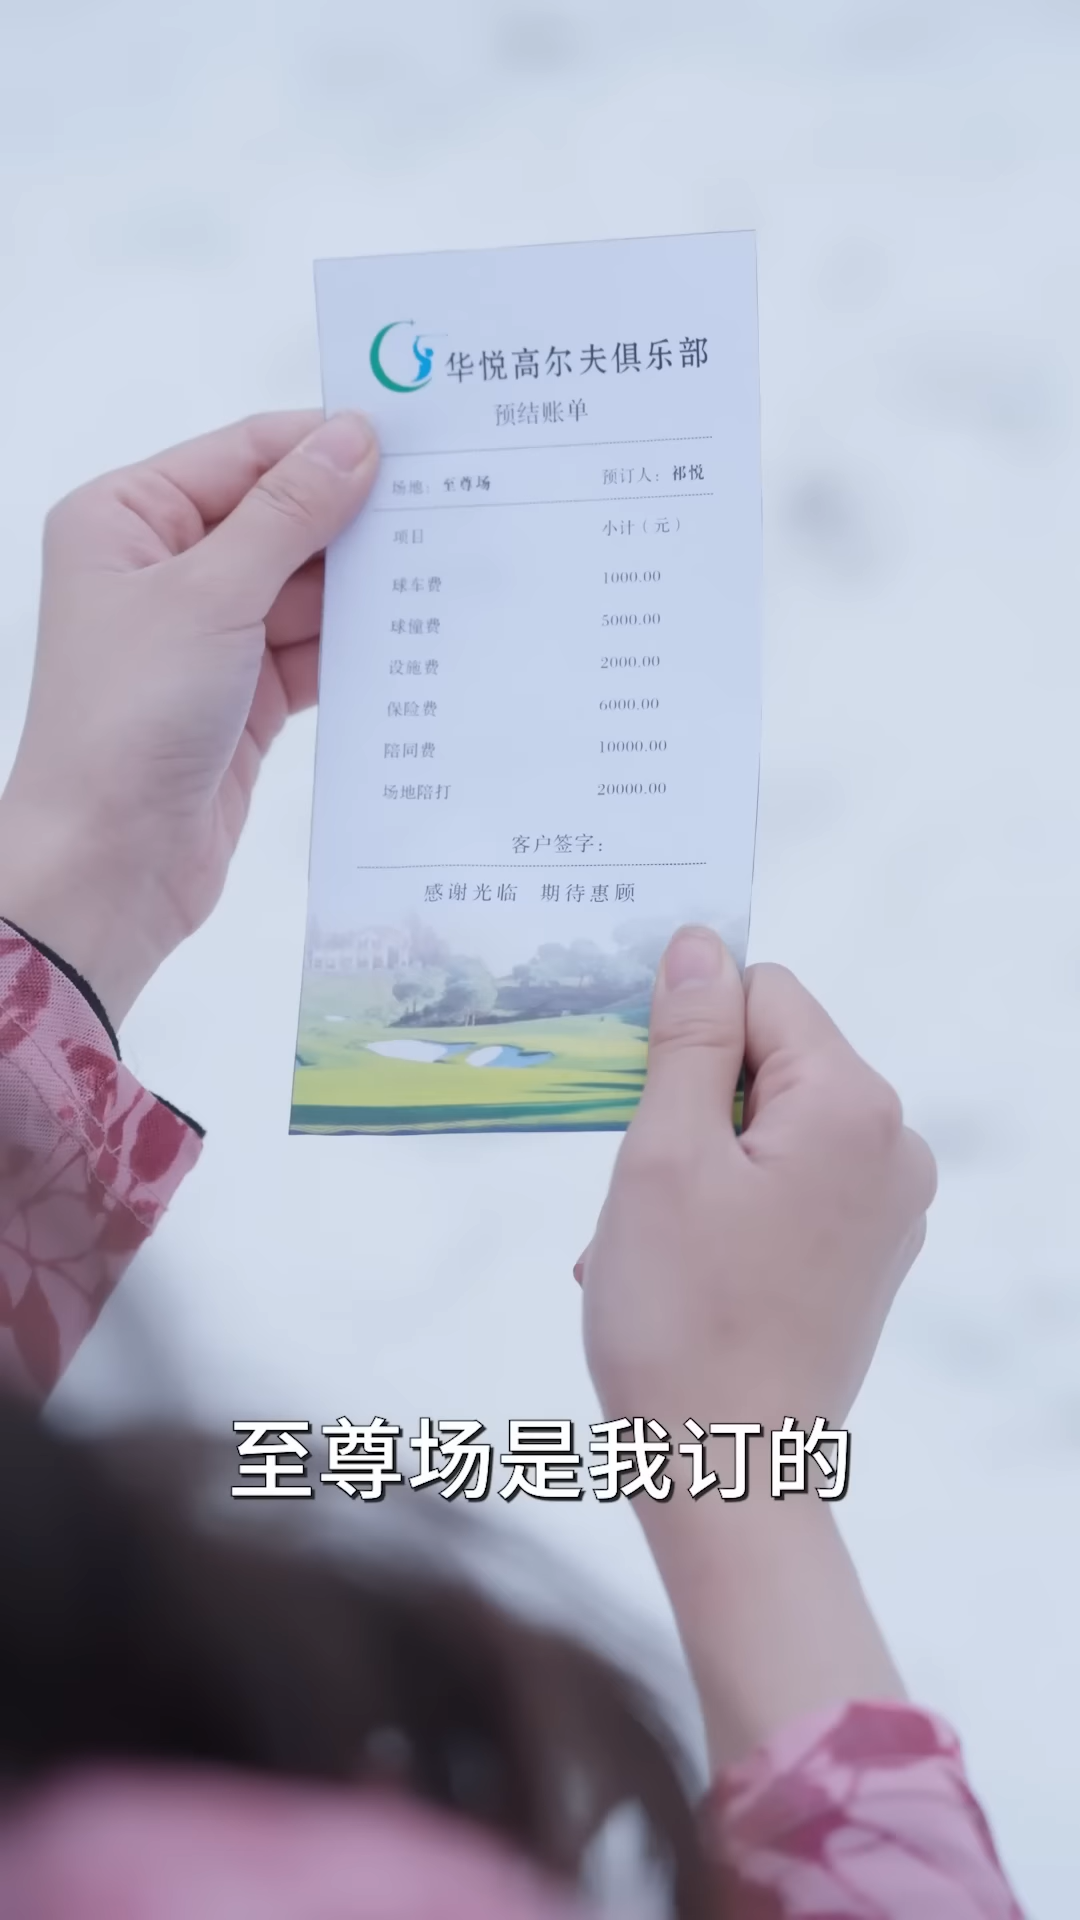 华悦高尔夫俱乐部
预结账单
场地：至尊场 预订人：祁悦
项目 小计（元）
球车费 1000.00
球僮费 5000.00
设施费 2000.00
保险费 6000.00
陪同费 10000.00
场地陪打 20000.00
客户签字：
感谢光临 期待惠顾
至尊场是我订的